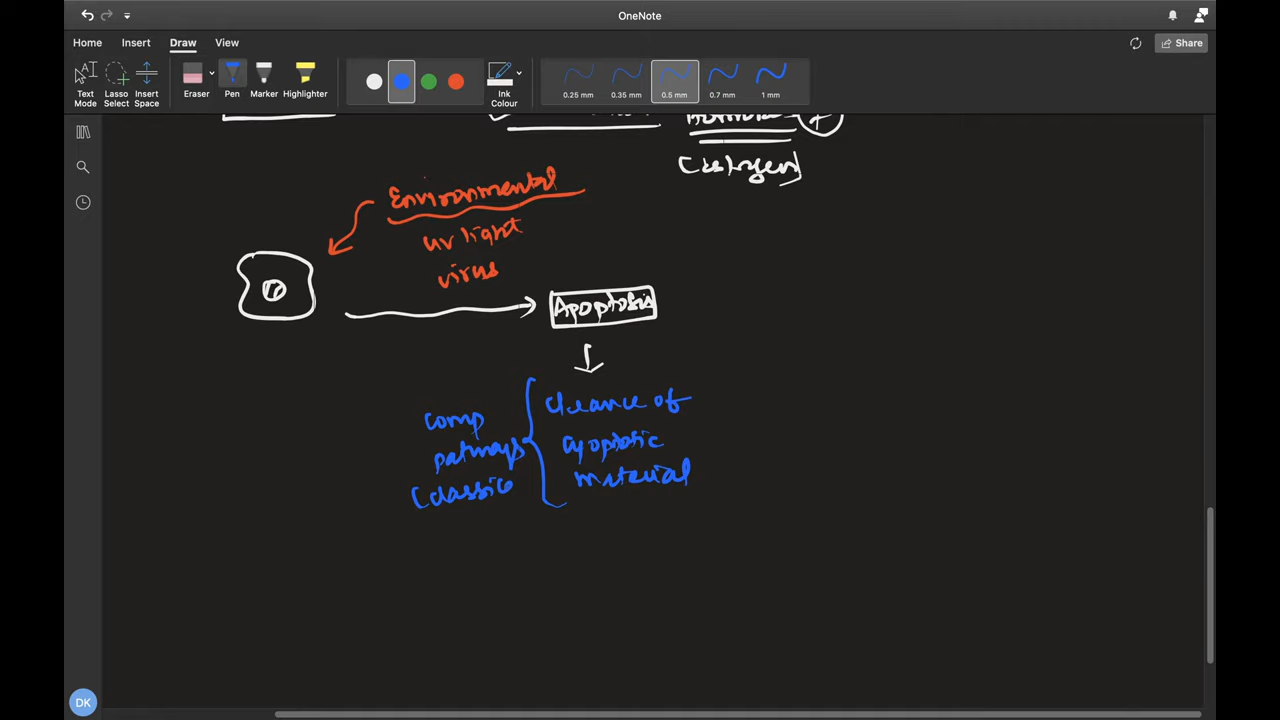 OneNote
Home Insert Draw View
Share
Text Mode
Lasso Select
Insert Space
Eraser
Pen
Marker
Highlighter
Ink Colour
0.25 mm
0.35 mm
0.5 mm
0.7 mm
1 mm
Environmental
uv light
virus
Apoptosis
comp
pathways
(classic
clearance of
apoptotic
material
DK